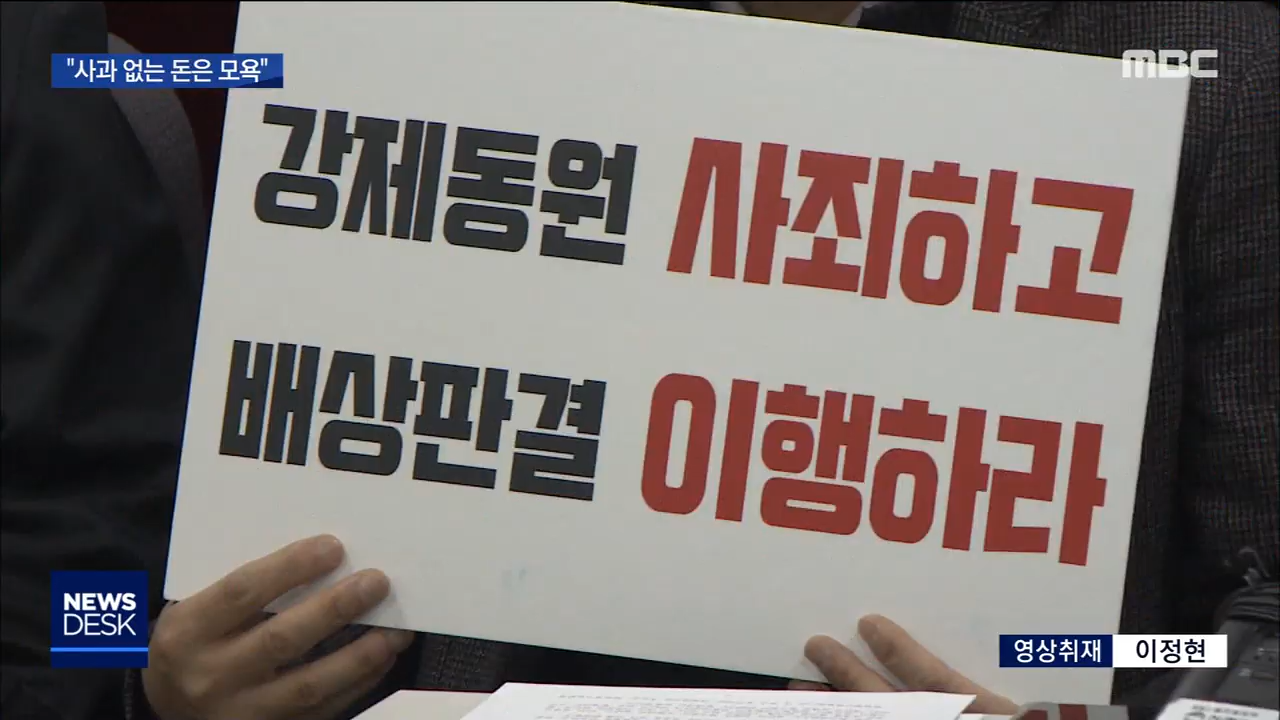 "사과 없는 돈은 모욕"
MBC
강제동원 사죄하고
배상판결 이행하라
NEWS
DESK
영상취재 이정현